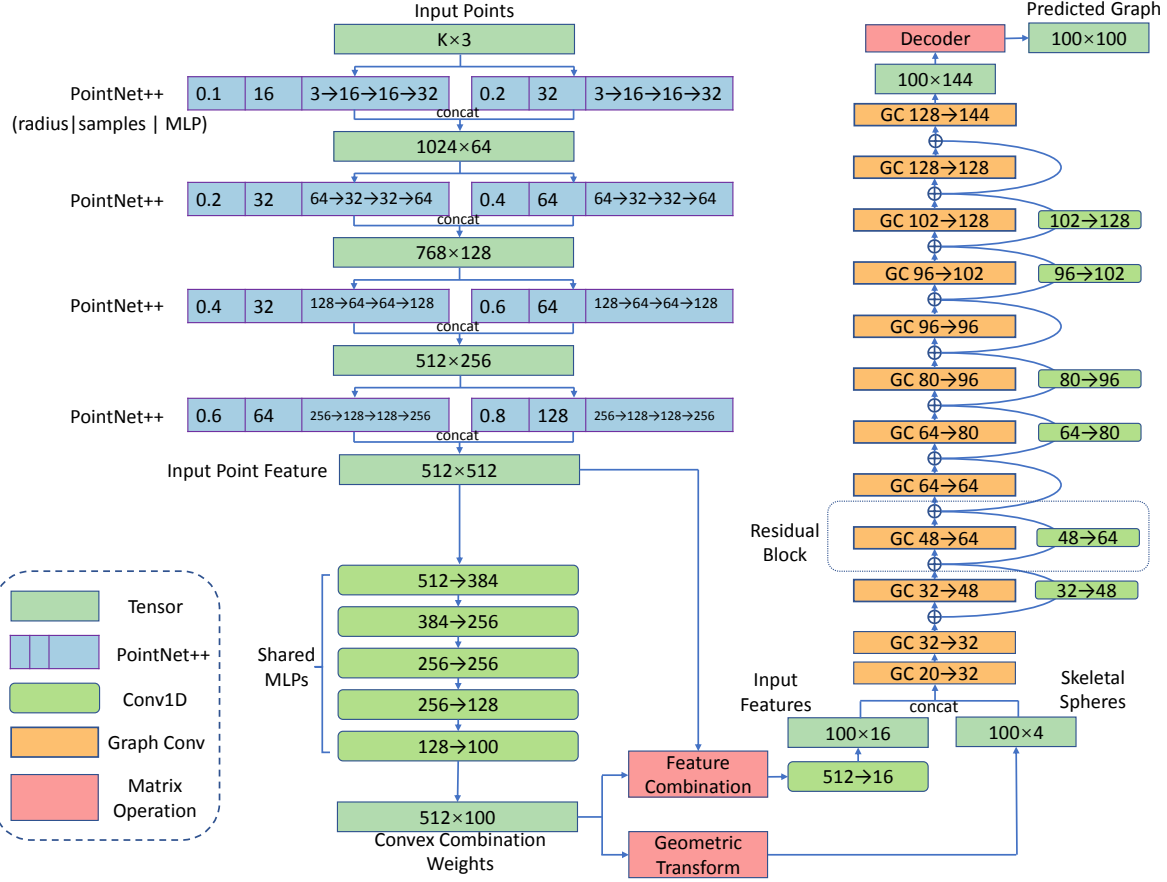 Input Points
K×3
PointNet++
(radius|samples | MLP)
0.1 16 3→16→16→32
0.2 32 3→16→16→32
concat
1024×64
PointNet++
0.2 32 64→32→32→64
0.4 64 64→32→32→64
concat
768×128
PointNet++
0.4 32 128→64→64→128
0.6 64 128→64→64→128
concat
512×256
PointNet++
0.6 64 256→128→128→256
0.8 128 256→128→128→256
concat
Input Point Feature
512×512
Shared
MLPs
512→384
384→256
256→256
256→128
128→100
512×100
Convex Combination
Weights
Tensor
PointNet++
Conv1D
Graph Conv
Matrix
Operation
Feature
Combination
Geometric
Transform
512→16
Input
Features
100×16
Skeletal
Spheres
100×4
concat
GC 20→32
GC 32→32
GC 32→48
32→48
Residual
Block
GC 48→64
48→64
GC 64→64
GC 64→80
64→80
GC 80→96
80→96
GC 96→96
GC 96→102
96→102
GC 102→128
102→128
GC 128→128
GC 128→144
100×144
Decoder
Predicted Graph
100×100